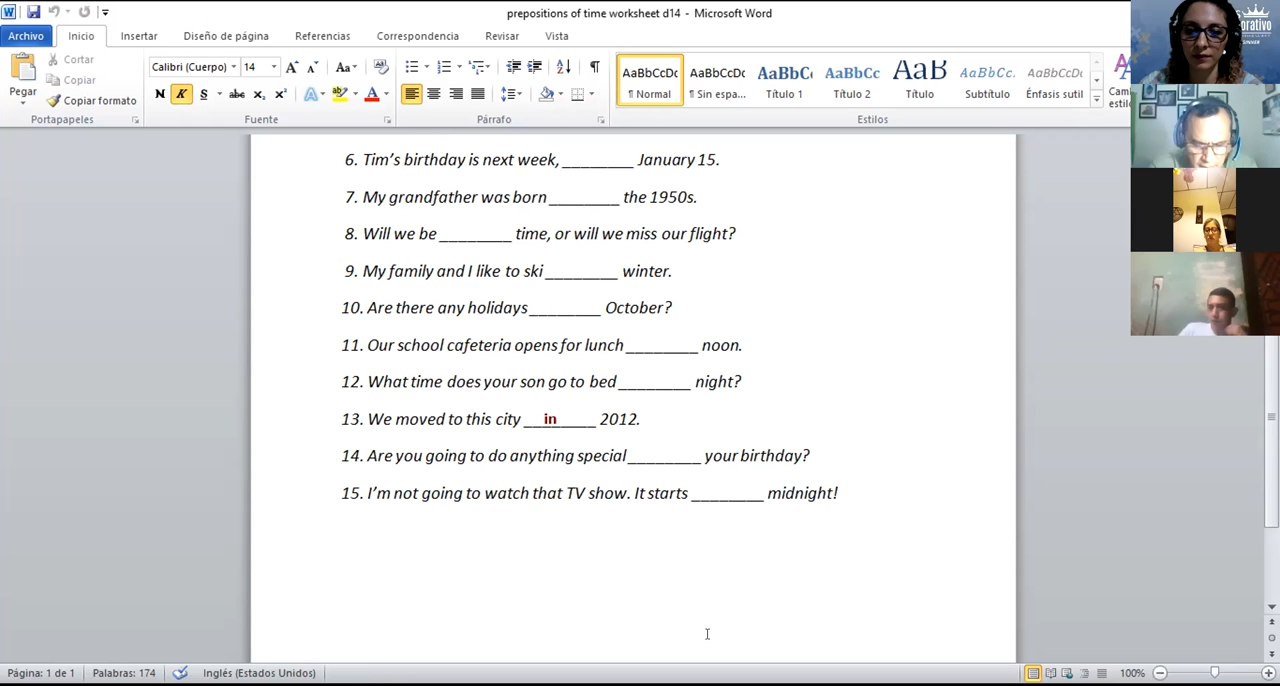 prepositions of time worksheet d14 - Microsoft Word
Archivo Inicio Insertar Diseño de página Referencias Correspondencia Revisar Vista
Pegar
Cortar
Copiar
Copiar formato
Portapapeles
Calibri (Cuerpo) 14
Fuente
Párrafo
AaBbCcDc AaBbCcDc AaBbC AaBbCc AaB AaBbCc. AaBbCcDc
¶ Normal ¶ Sin espa... Título 1 Título 2 Título Subtítulo Énfasis sutil
Estilos
6. Tim's birthday is next week, ________ January 15.
7. My grandfather was born ________ the 1950s.
8. Will we be ________ time, or will we miss our flight?
9. My family and I like to ski ________ winter.
10. Are there any holidays ________ October?
11. Our school cafeteria opens for lunch ________ noon.
12. What time does your son go to bed ________ night?
13. We moved to this city __in____ 2012.
14. Are you going to do anything special ________ your birthday?
15. I'm not going to watch that TV show. It starts ________ midnight!
Página: 1 de 1 Palabras: 174 Inglés (Estados Unidos) 100%